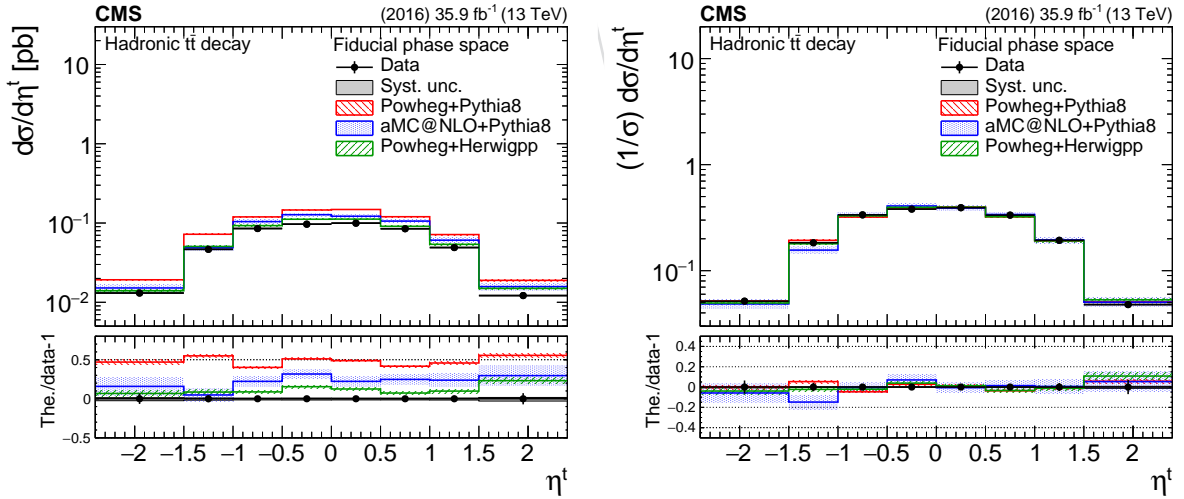 CMS
(2016) 35.9 fb⁻¹ (13 TeV)
Hadronic tt̄ decay
Fiducial phase space
Data
Syst. unc.
Powheg+Pythia8
aMC@NLO+Pythia8
Powheg+Herwigpp
dσ/dηᵗ [pb]
10
1
10⁻¹
10⁻²
The./data-1
0.5
0
−0.5
−2 −1.5 −1 −0.5 0 0.5 1 1.5 2
ηᵗ
CMS
(2016) 35.9 fb⁻¹ (13 TeV)
Hadronic tt̄ decay
Fiducial phase space
Data
Syst. unc.
Powheg+Pythia8
aMC@NLO+Pythia8
Powheg+Herwigpp
(1/σ) dσ/dηᵗ
10
1
10⁻¹
The./data-1
0.4
0.2
0
−0.2
−0.4
−2 −1.5 −1 −0.5 0 0.5 1 1.5 2
ηᵗ